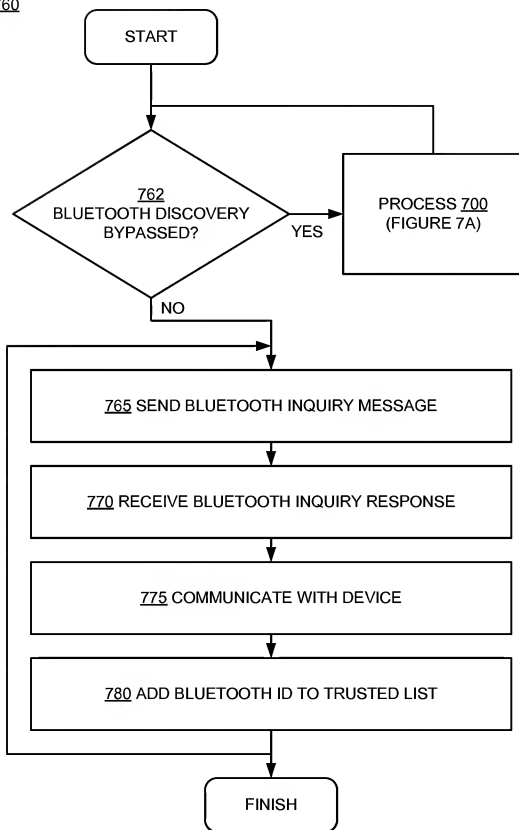 760
START
762
BLUETOOTH DISCOVERY
BYPASSED?
YES
PROCESS 700
(FIGURE 7A)
NO
765 SEND BLUETOOTH INQUIRY MESSAGE
770 RECEIVE BLUETOOTH INQUIRY RESPONSE
775 COMMUNICATE WITH DEVICE
780 ADD BLUETOOTH ID TO TRUSTED LIST
FINISH